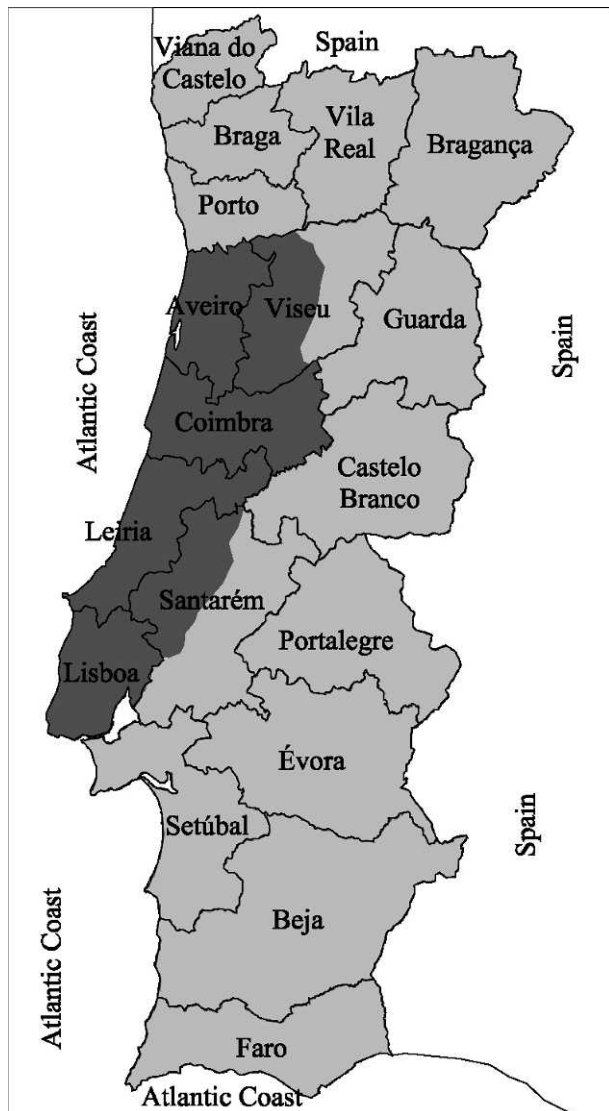 Viana do
Castelo
Spain
Braga
Vila
Real
Bragança
Porto
Aveiro
Viseu
Guarda
Spain
Atlantic Coast
Coimbra
Castelo
Branco
Leiria
Santarém
Portalegre
Lisboa
Évora
Setúbal
Spain
Beja
Atlantic Coast
Faro
Atlantic Coast